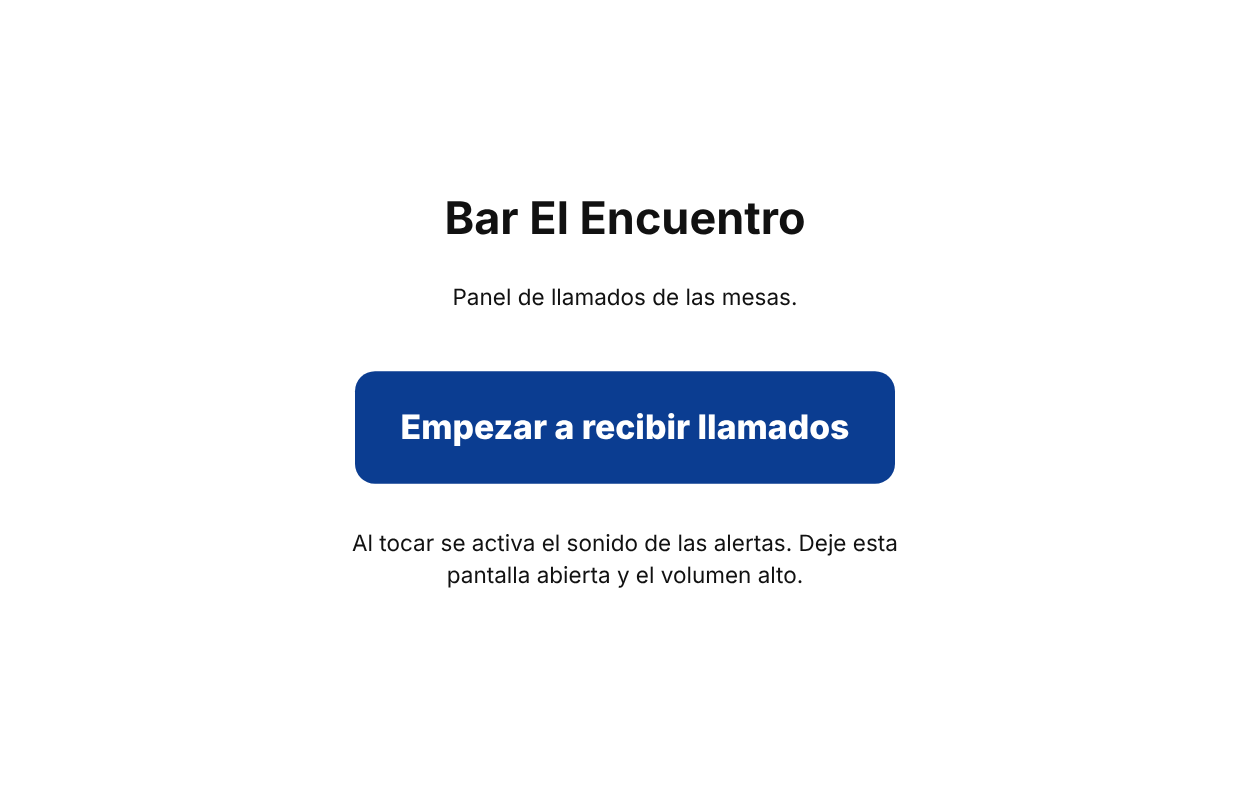 Bar El Encuentro
Panel de llamados de las mesas.
Empezar a recibir llamados
Al tocar se activa el sonido de las alertas. Deje esta
pantalla abierta y el volumen alto.